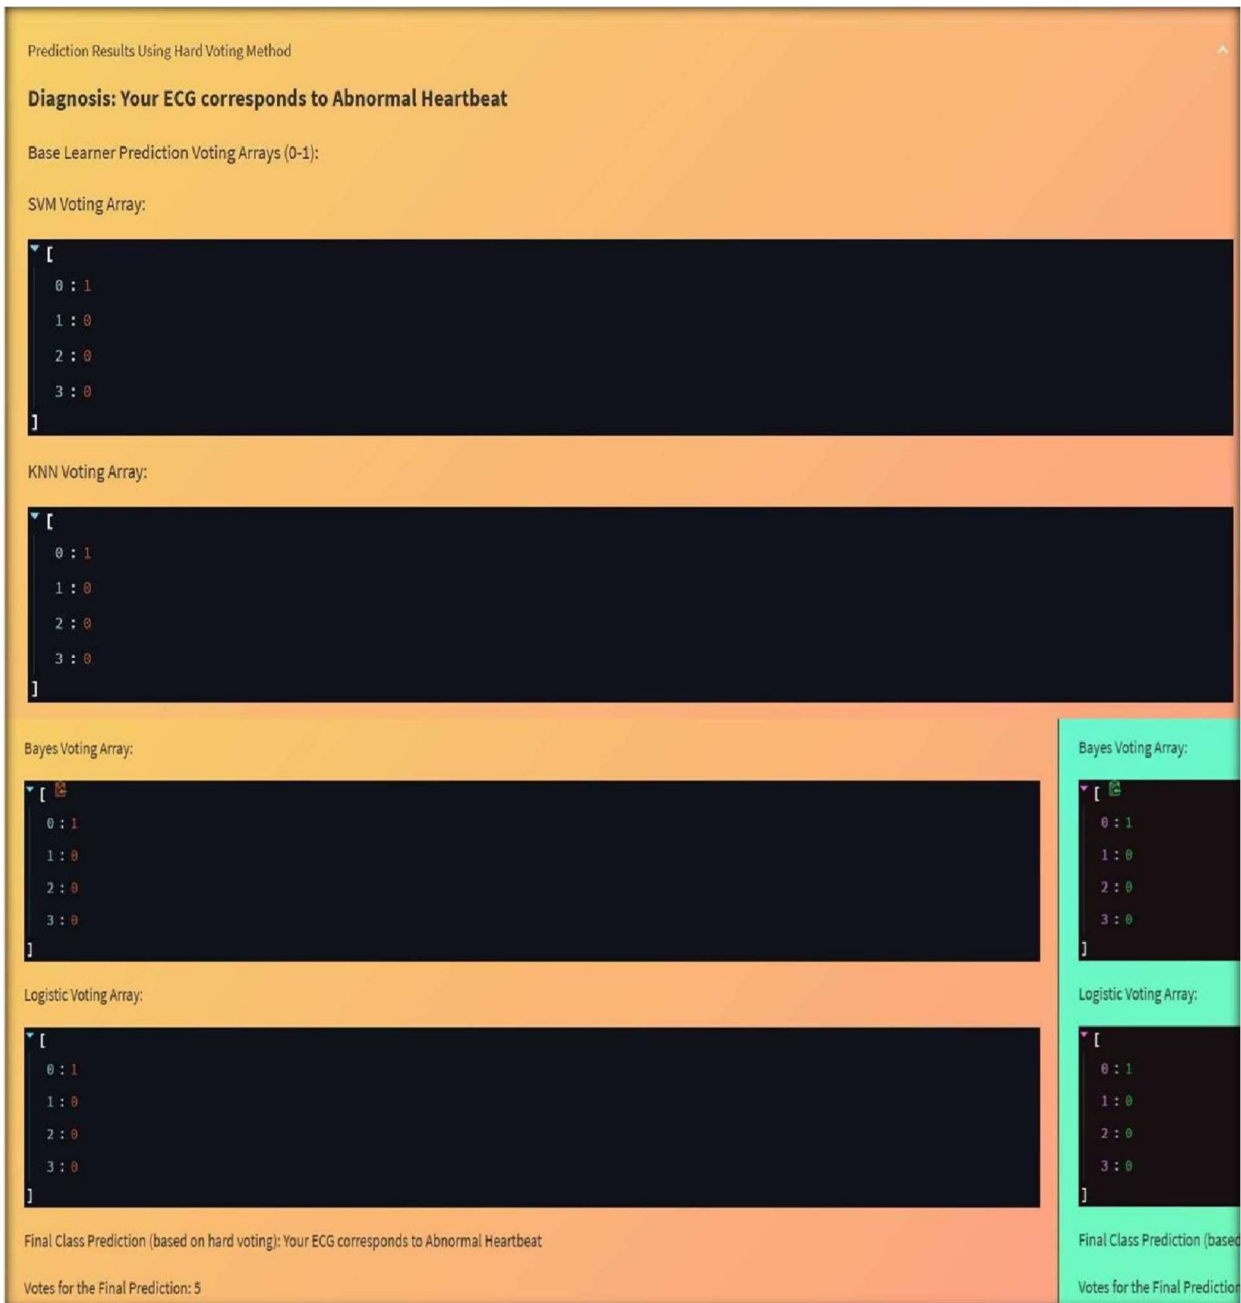 Prediction Results Using Hard Voting Method
Diagnosis: Your ECG corresponds to Abnormal Heartbeat
Base Learner Prediction Voting Arrays (0-1):
SVM Voting Array:
[
0 : 1
1 : 0
2 : 0
3 : 0
]
KNN Voting Array:
[
0 : 1
1 : 0
2 : 0
3 : 0
]
Bayes Voting Array:
[
0 : 1
1 : 0
2 : 0
3 : 0
]
Logistic Voting Array:
[
0 : 1
1 : 0
2 : 0
3 : 0
]
Final Class Prediction (based on hard voting): Your ECG corresponds to Abnormal Heartbeat
Votes for the Final Prediction: 5
Bayes Voting Array:
[
0 : 1
1 : 0
2 : 0
3 : 0
]
Logistic Voting Array:
[
0 : 1
1 : 0
2 : 0
3 : 0
]
Final Class Prediction (based
Votes for the Final Prediction